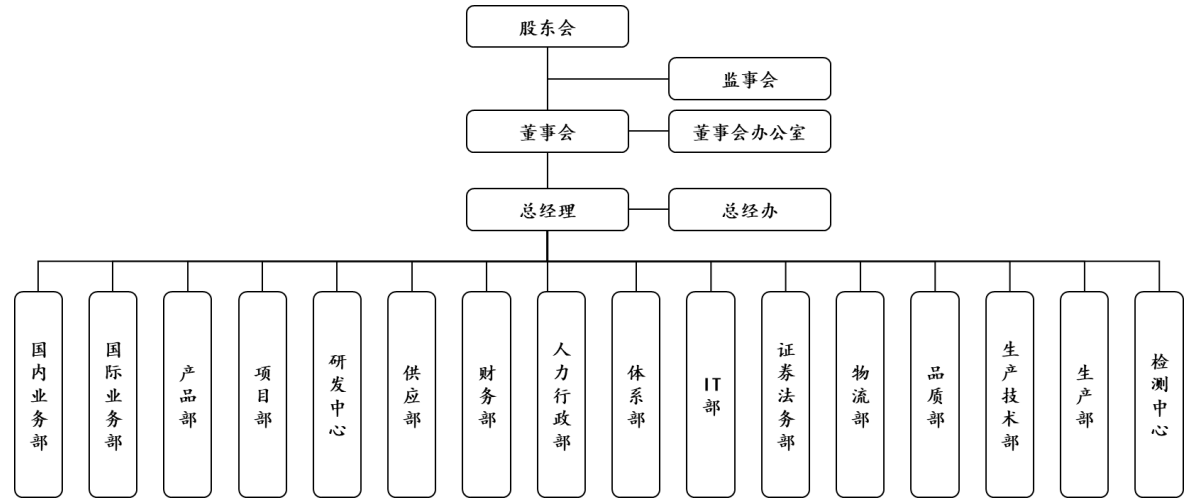 股东会
监事会
董事会
董事会办公室
总经理
总经办
国内业务部
国际业务部
产品部
项目部
研发中心
供应部
财务部
人力行政部
体系部
IT部
证券法务部
物流部
品质部
生产技术部
生产部
检测中心